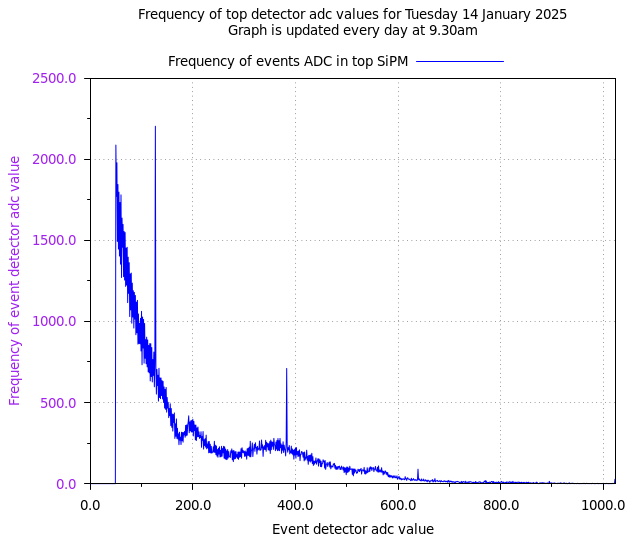 Frequency of top detector adc values for Tuesday 14 January 2025
Graph is updated every day at 9.30am
Frequency of events ADC in top SiPM
2500.0
2000.0
1500.0
1000.0
500.0
0.0
Frequency of event detector adc value
0.0 200.0 400.0 600.0 800.0 1000.0
Event detector adc value